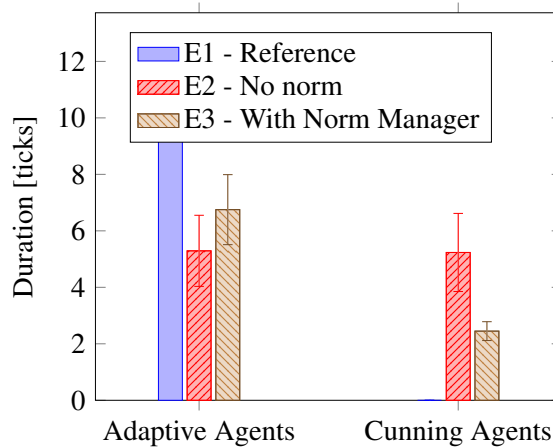 12
10
8
6
4
2
0
Duration [ticks]
E1 - Reference
E2 - No norm
E3 - With Norm Manager
Adaptive Agents
Cunning Agents